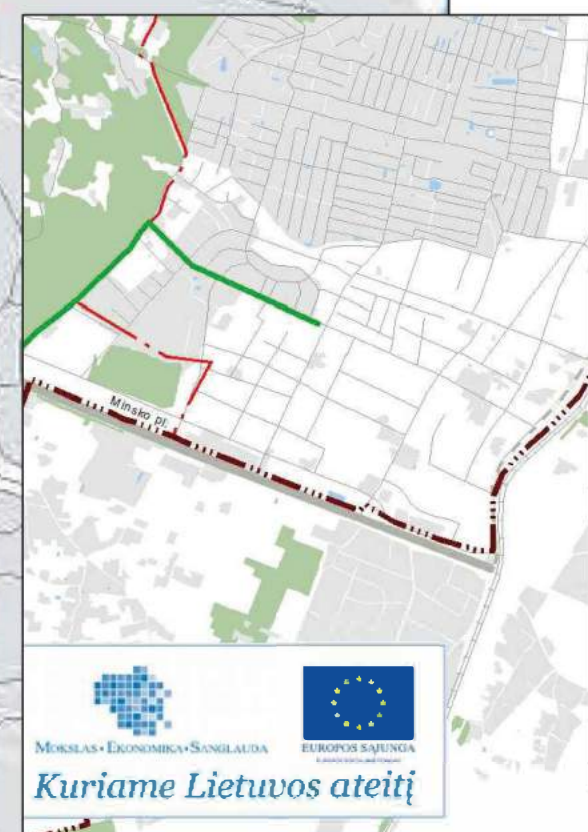 Minsko pl.
MOKSLAS • EKONOMIKA • SANGLAUDA
EUROPOS SĄJUNGA
Kuriame Lietuvos ateitį